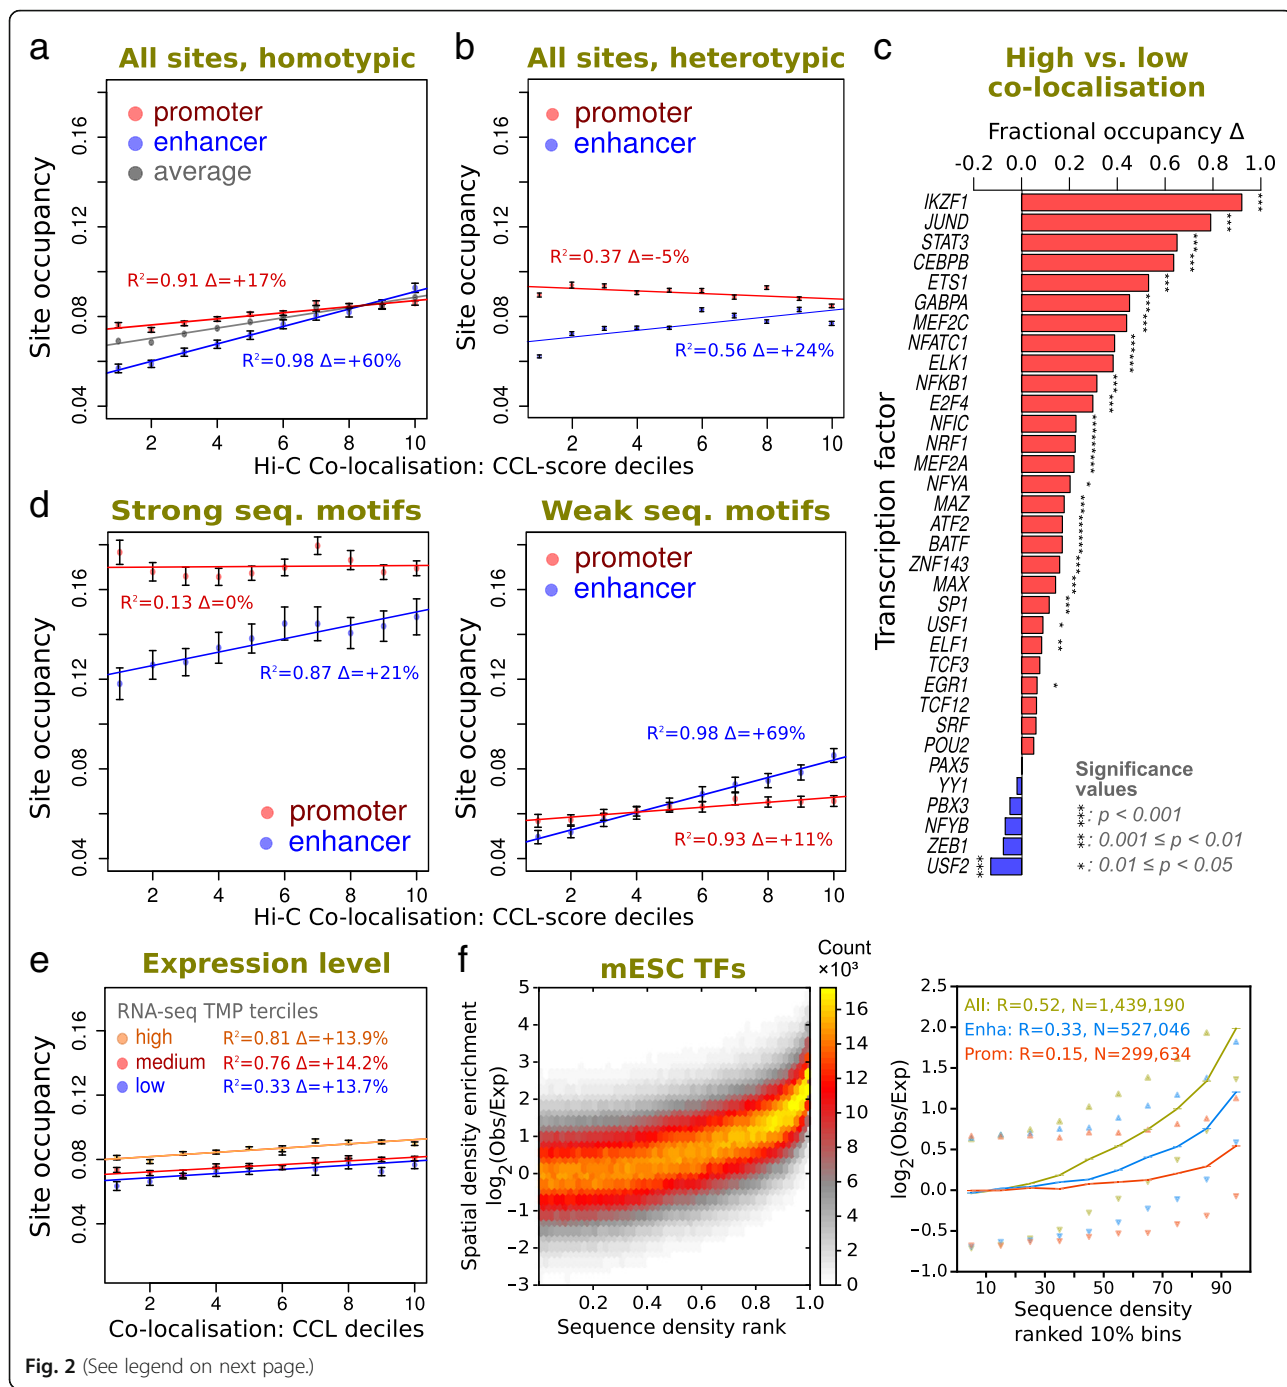 a
All sites, homotypic
promoter
enhancer
average
R²=0.91 Δ=+17%
R²=0.98 Δ=+60%
Site occupancy
0.04
0.08
0.12
0.16
2 4 6 8 10
b
All sites, heterotypic
promoter
enhancer
R²=0.37 Δ=-5%
R²=0.56 Δ=+24%
Site occupancy
0.04
0.08
0.12
0.16
2 4 6 8 10
Hi-C Co-localisation: CCL-score deciles
c
High vs. low
co-localisation
Fractional occupancy Δ
-0.2 0.0 0.2 0.4 0.6 0.8 1.0
Transcription factor
IKZF1 ***
JUND ***
STAT3 ***
CEBPB ***
ETS1 ***
GABPA ***
MEF2C ***
NFATC1 ***
ELK1 ***
NFKB1 ***
E2F4 ***
NFIC ***
NRF1 ***
MEF2A ***
NFYA *
MAZ ***
ATF2 ***
BATF ***
ZNF143 ***
MAX ***
SP1 ***
USF1 *
ELF1 **
TCF3
EGR1 *
TCF12
SRF
POU2
PAX5
YY1
PBX3
NFYB
ZEB1
USF2 ***
Significance
values
***: p < 0.001
**: 0.001 ≤ p < 0.01
*: 0.01 ≤ p < 0.05
d
Strong seq. motifs
R²=0.13 Δ=0%
R²=0.87 Δ=+21%
promoter
enhancer
Site occupancy
0.04
0.08
0.12
0.16
2 4 6 8 10
Weak seq. motifs
promoter
enhancer
R²=0.98 Δ=+69%
R²=0.93 Δ=+11%
Site occupancy
0.04
0.08
0.12
0.16
2 4 6 8 10
Hi-C Co-localisation: CCL-score deciles
e
Expression level
RNA-seq TMP terciles
high R²=0.81 Δ=+13.9%
medium R²=0.76 Δ=+14.2%
low R²=0.33 Δ=+13.7%
Site occupancy
0.04
0.08
0.12
0.16
2 4 6 8 10
Co-localisation: CCL deciles
f
mESC TFs
Count
×10³
16
14
12
10
8
6
4
2
0
Spatial density enrichment
log₂(Obs/Exp)
5
4
3
2
1
0
−1
−2
−3
0.2 0.4 0.6 0.8 1.0
Sequence density rank
All: R=0.52, N=1,439,190
Enha: R=0.33, N=527,046
Prom: R=0.15, N=299,634
log₂(Obs/Exp)
2.5
2.0
1.5
1.0
0.5
0.0
−0.5
−1.0
10 30 50 70 90
Sequence density
ranked 10% bins
Fig. 2 (See legend on next page.)